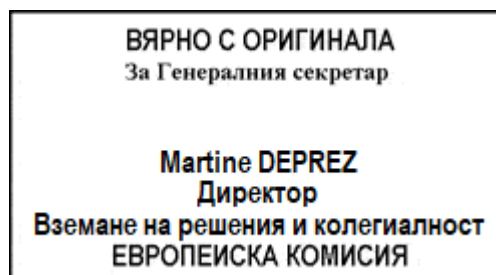 ВЯРНО С ОРИГИНАЛА
За Генералния секретар
Martine DEPREZ
Директор
Вземане на решения и колегиалност
ЕВРОПЕИСКА КОМИСИЯ